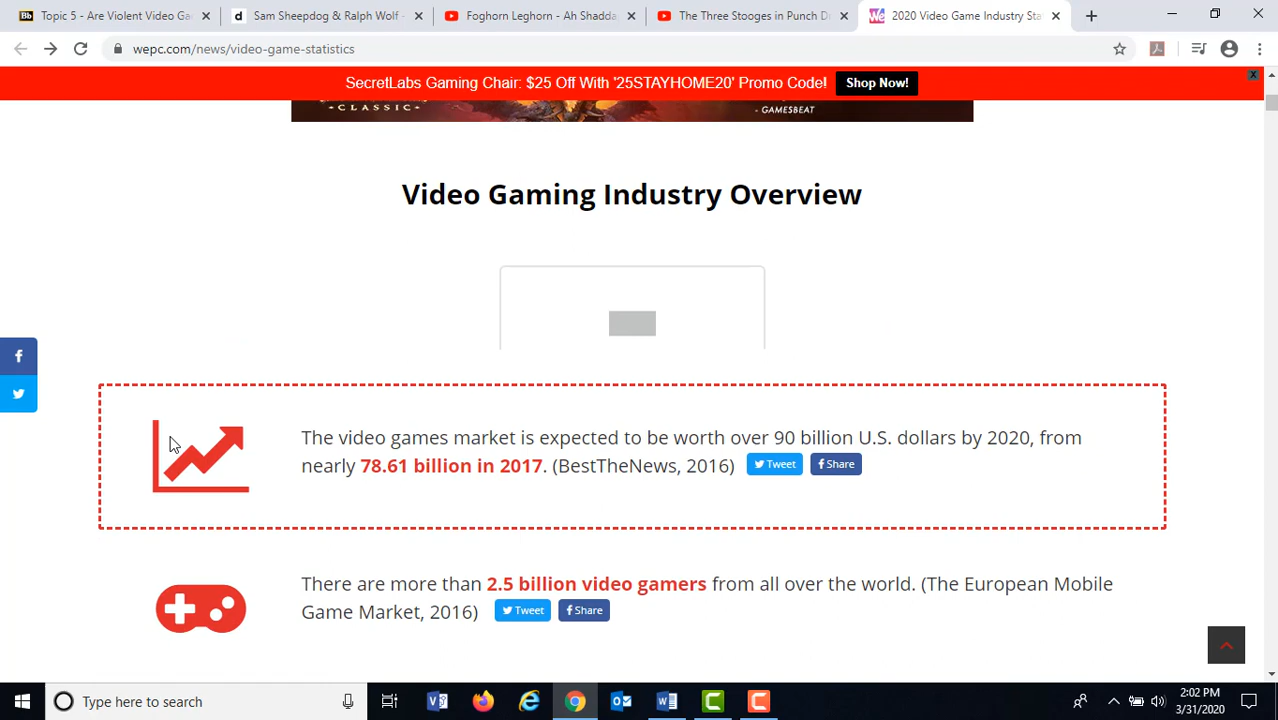 Bb Topic 5 - Are Violent Video Ga
d Sam Sheepdog & Ralph Wolf -
Foghorn Leghorn - Ah Shadda
The Three Stooges in Punch D
We 2020 Video Game Industry Sta
wepc.com/news/video-game-statistics
SecretLabs Gaming Chair: $25 Off With '25STAYHOME20' Promo Code! Shop Now! X
CLASSIC
- GAMESBEAT
Video Gaming Industry Overview
The video games market is expected to be worth over 90 billion U.S. dollars by 2020, from
nearly 78.61 billion in 2017. (BestTheNews, 2016) Tweet Share
There are more than 2.5 billion video gamers from all over the world. (The European Mobile
Game Market, 2016) Tweet Share
Type here to search
2:02 PM
3/31/2020